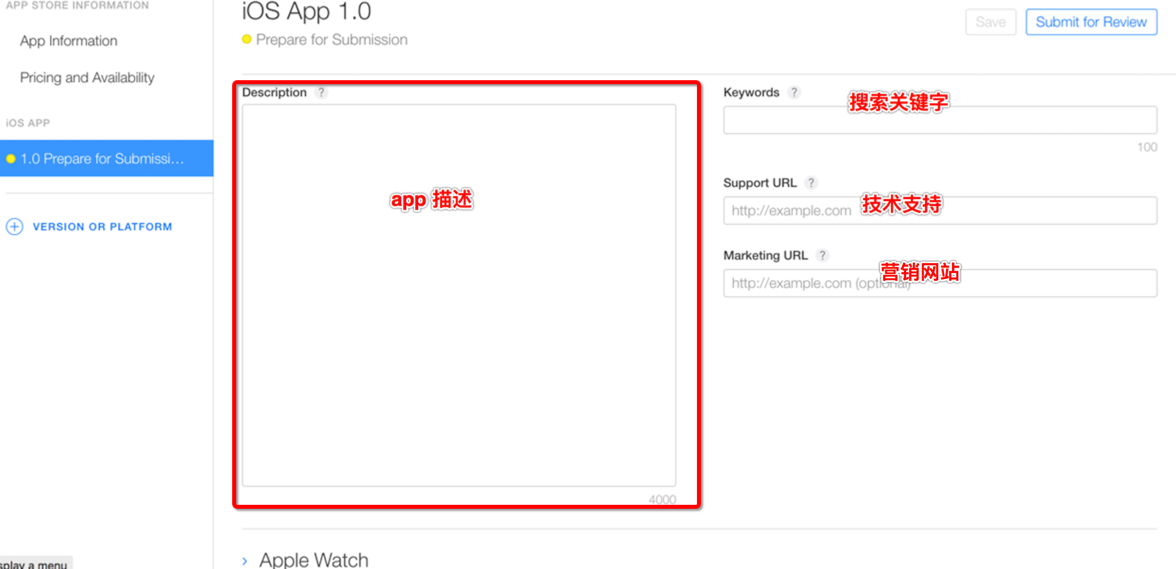 APP STORE INFORMATION
App Information
Pricing and Availability
iOS APP
1.0 Prepare for Submissi...
VERSION OR PLATFORM
splay a menu
iOS App 1.0
Prepare for Submission
Save
Submit for Review
Description ?
app 描述
4000
Keywords ?
搜索关键字
100
Support URL ?
http://example.com
技术支持
Marketing URL ?
营销网站
http://example.com (optional)
Apple Watch